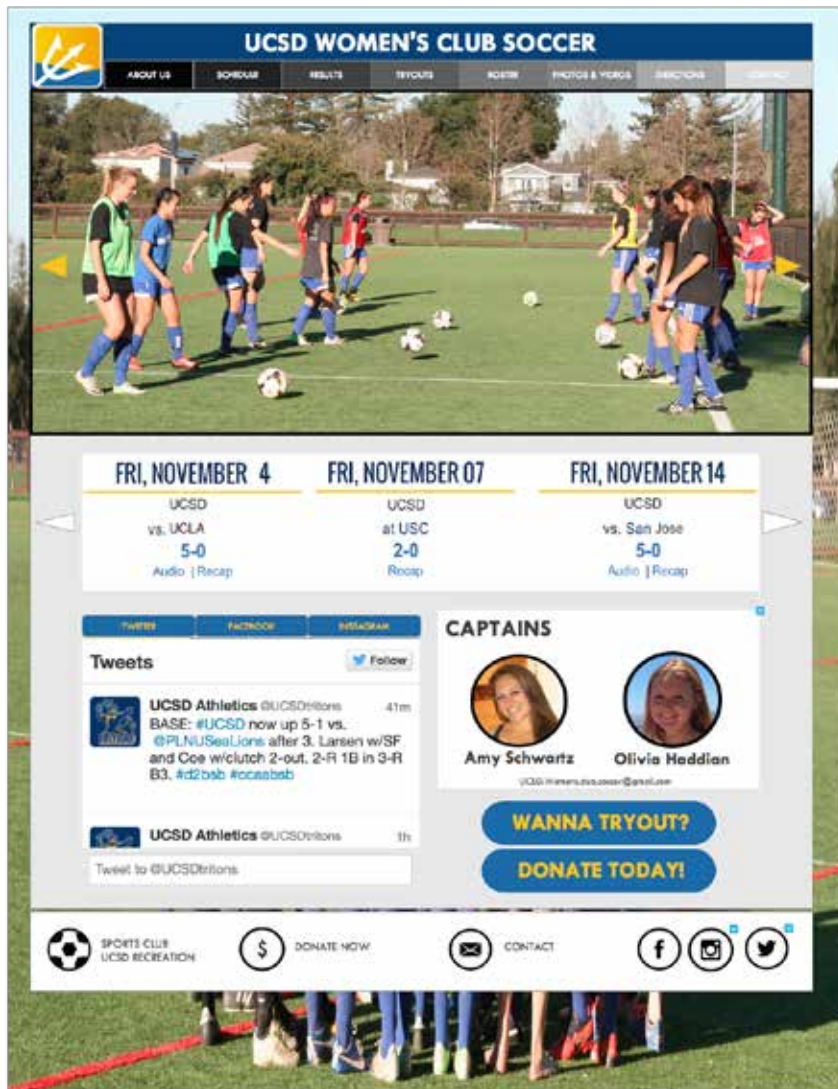 UCSD WOMEN'S CLUB SOCCER
ABOUT US SCHEDULE RESULTS TRYOUTS ROSTER PHOTOS & VIDEOS DIRECTIONS CONTACT
FRI, NOVEMBER 4 FRI, NOVEMBER 07 FRI, NOVEMBER 14
UCSD UCSD UCSD
vs. UCLA at USC vs. San Jose
5-0 2-0 5-0
Audio | Recap Recap Audio | Recap
TWITTER FACEBOOK INSTAGRAM
Tweets Follow
UCSD Athletics @UCSDtritons 41m
BASE: #UCSD now up 5-1 vs.
@PLNUSeaLions after 3. Larsen w/SF
and Coe w/clutch 2-out, 2-R 1B in 3-R
B3. #d2bsb #ccaabsb
UCSD Athletics @UCSDtritons 1h
Tweet to @UCSDtritons
CAPTAINS
Amy Schwartz Olivia Haddian
WANNA TRYOUT?
DONATE TODAY!
SPORTS CLUB
UCSD RECREATION
$ DONATE NOW
CONTACT